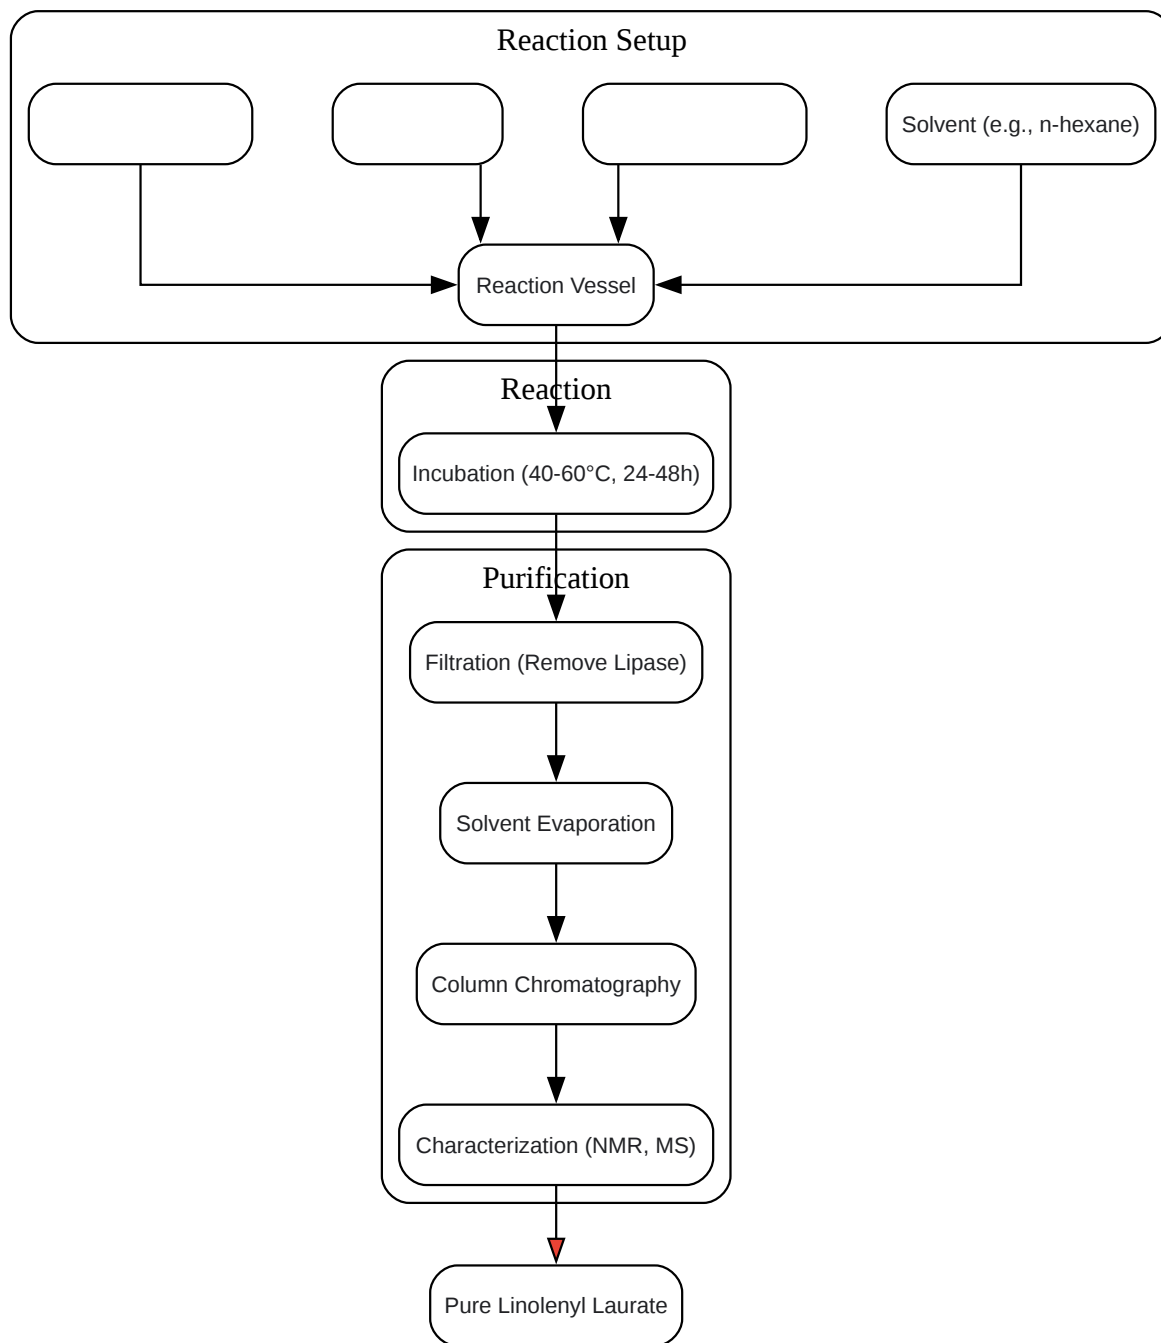 Reaction Setup
Solvent (e.g., n-hexane)
Reaction Vessel
Reaction
Incubation (40-60°C, 24-48h)
Purification
Filtration (Remove Lipase)
Solvent Evaporation
Column Chromatography
Characterization (NMR, MS)
Pure Linolenyl Laurate